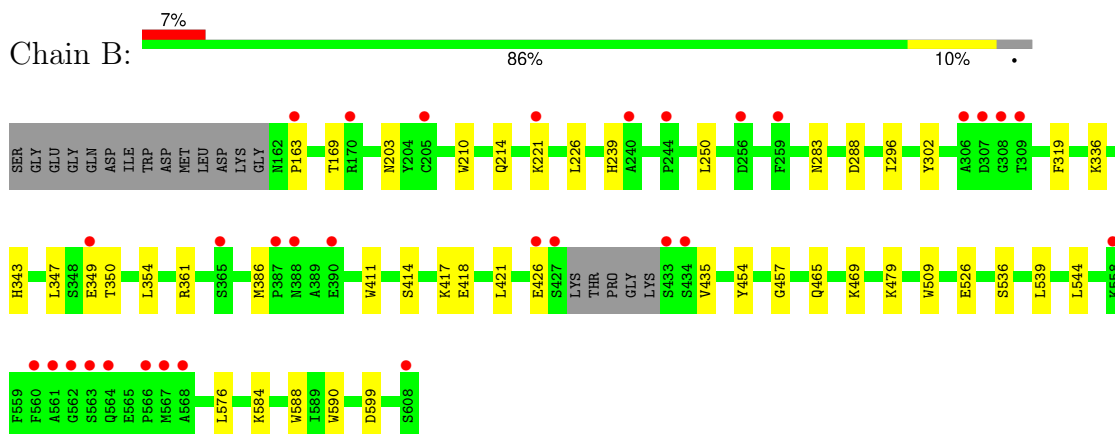 7%
Chain B:
86% 10% •
SER GLY GLU GLY GLN ASP ILE TRP ASP MET LEU ASP LYS GLY N162 P163 T169 R170 N203 Y204 C205 W210 Q214 K221 L226 H239 A240 P244 L250 D256 F259 N283 D288 I296 Y302 A306 D307 G308 T309 F319 K336
H343 L347 S348 E349 T350 L354 R361 S365 M386 P387 N388 A389 E390 W411 S414 K417 E418 L421 E426 S427 LYS THR PRO GLY LYS S433 S434 V435 Y454 G457 Q465 K469 K479 W509 E526 S536 L539 L544 K558
F559 F560 A561 G562 S563 Q564 E565 P566 M567 A568 L576 K584 W588 I589 W590 D599 S608